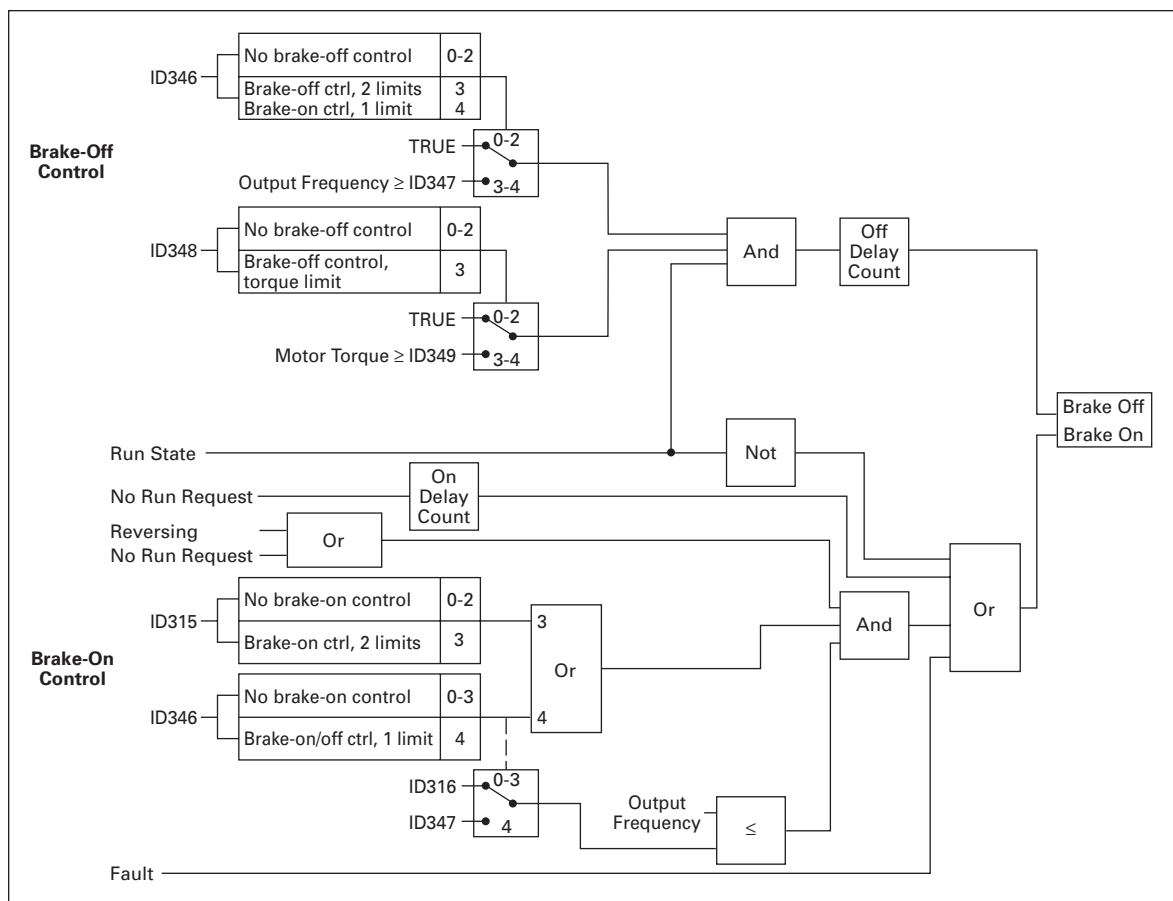 No brake-off control 0-2
ID346
Brake-off ctrl, 2 limits 3
Brake-on ctrl, 1 limit 4
Brake-Off
Control
TRUE 0-2
Output Frequency ≥ ID347 3-4
No brake-off control 0-2
ID348
Brake-off control,
torque limit 3
TRUE 0-2
Motor Torque ≥ ID349 3-4
And
Off
Delay
Count
Brake Off
Brake On
Run State
Not
No Run Request
On
Delay
Count
Reversing
No Run Request
Or
No brake-on control 0-2
ID315
Brake-on ctrl, 2 limits 3
Brake-On
Control
No brake-on control 0-3
ID346
Brake-on/off ctrl, 1 limit 4
3
Or
4
And
Or
ID316 0-3
ID347 4
Output
Frequency
≤
Fault